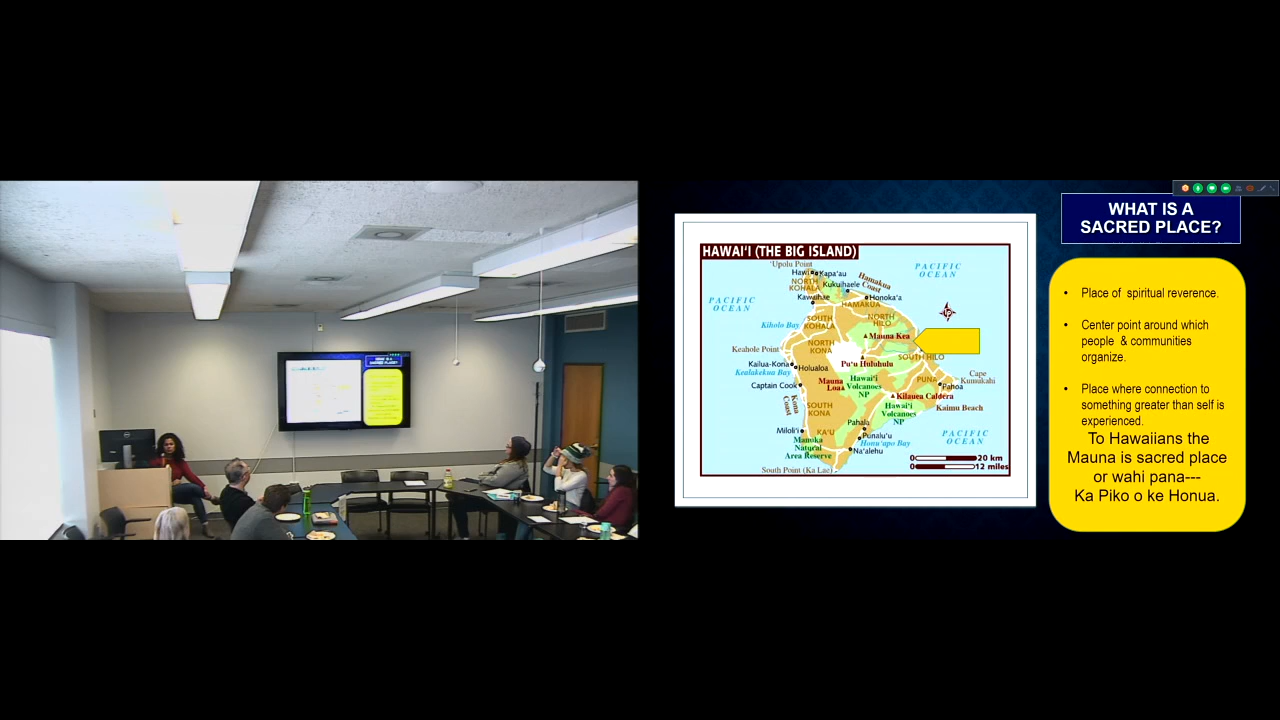 WHAT IS A
SACRED PLACE?
HAWAI'I (THE BIG ISLAND)
'Upolu Point
PACIFIC
OCEAN
Hawi
Kapa'au
NORTH
KOHALA
Hamakua
Coast
Kukuihaele
Honoka'a
Kawaihae
HAMAKUA
PACIFIC
OCEAN
UP
SOUTH
KOHALA
NORTH
HILO
Kiholo Bay
Mauna Kea
NORTH
KONA
Keahole Point
SOUTH HILO
Pu'u Huluhulu
Kailua-Kona
Holualoa
Kealakekua Bay
Cape
Kumukahi
Mauna
Loa
Hawai'i
Volcanoes
NP
PUNA
Pahoa
Captain Cook
Kilauea Caldera
Kona
Coast
SOUTH
KONA
Hawai'i
Volcanoes
NP
Kaimu Beach
Pahala
Miloli'i
KA'U
Punalu'u
PACIFIC
OCEAN
Manuka
Natural
Area Reserve
Honu'apo Bay
Na'alehu
0 20 km
0 12 miles
South Point (Ka Lae)
• Place of spiritual reverence.
• Center point around which
people & communities
organize.
• Place where connection to
something greater than self is
experienced.
To Hawaiians the
Mauna is sacred place
or wahi pana---
Ka Piko o ke Honua.